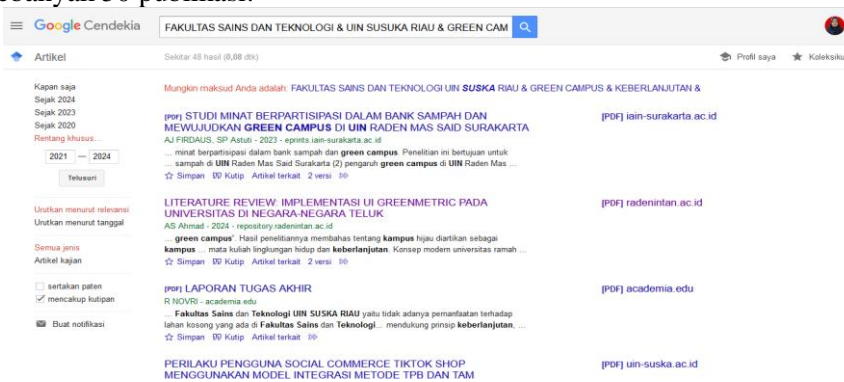 Google Cendekia
FAKULTAS SAINS DAN TEKNOLOGI & UIN SUSUKA RIAU & GREEN CAM
Artikel
Sekitar 48 hasil (0,08 dtk)
Profil saya
Koleksiku
Kapan saja
Sejak 2024
Sejak 2023
Sejak 2020
Rentang khusus...
2021 — 2024
Telusuri
Urutkan menurut relevansi
Urutkan menurut tanggal
Semua jenis
Artikel kajian
sertakan paten
mencakup kutipan
Buat notifikasi
Mungkin maksud Anda adalah: FAKULTAS SAINS DAN TEKNOLOGI UIN SUSKA RIAU & GREEN CAMPUS & KEBERLANJUTAN &
[PDF] STUDI MINAT BERPARTISIPASI DALAM BANK SAMPAH DAN
MEWUJUDKAN GREEN CAMPUS DI UIN RADEN MAS SAID SURAKARTA
AJ FIRDAUS, SP Astuti - 2023 - eprints.iain-surakarta.ac.id
... minat berpartisipasi dalam bank sampah dan green campus. Penelitian ini bertujuan untuk
... sampah di UIN Raden Mas Said Surakarta (2) pengaruh green campus di UIN Raden Mas ...
Simpan Kutip Artikel terkait 2 versi
[PDF] iain-surakarta.ac.id
LITERATURE REVIEW: IMPLEMENTASI UI GREENMETRIC PADA
UNIVERSITAS DI NEGARA-NEGARA TELUK
AS Ahmad - 2024 - repository.radenintan.ac.id
... green campus'. Hasil penelitiannya membahas tentang kampus hijau diartikan sebagai
kampus ... mata kuliah lingkungan hidup dan keberlanjutan. Konsep modern universitas ramah ...
Simpan Kutip Artikel terkait 2 versi
[PDF] radenintan.ac.id
[PDF] LAPORAN TUGAS AKHIR
R NOVRI - academia.edu
... Fakultas Sains dan Teknologi UIN SUSKA RIAU yaitu tidak adanya pemanfaatan terhadap
lahan kosong yang ada di Fakultas Sains dan Teknologi... mendukung prinsip keberlanjutan, ...
Simpan Kutip Artikel terkait
[PDF] academia.edu
PERILAKU PENGGUNA SOCIAL COMMERCE TIKTOK SHOP
MENGGUNAKAN MODEL INTEGRASI METODE TPB DAN TAM
[PDF] uin-suska.ac.id